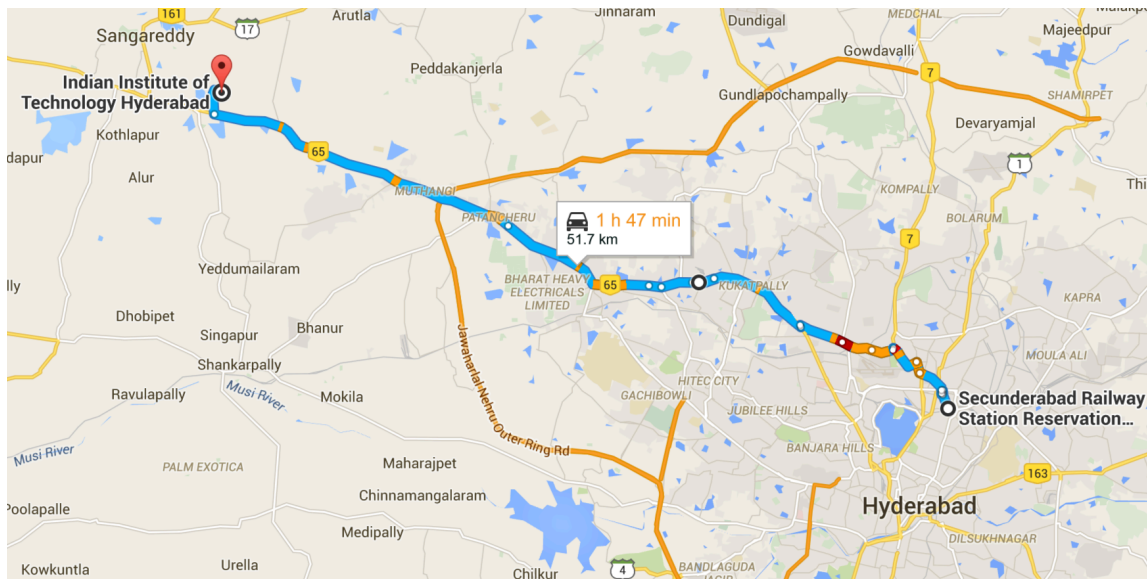 161
Arutla
17
Sangareddy
Jinnaram
Dundigal
MEDCHAL
Majeedpur
Gowdavalli
7
Peddakanjerla
Indian Institute of
Technology Hyderabad
Gundlapochampally
SHAMIRPET
Kothlapur
Devaryamjal
65
dapur
Alur
1
MUTHANGI
KOMPALLY
PATANCHERU
BOLARUM
1 h 47 min
51.7 km
7
Yeddumailaram
BHARAT HEAVY
ELECTRICALS
LIMITED
65
KUKATPALLY
KAPRA
Dhobipet
Singapur
Bhanur
Shankarpally
MOULA ALI
Jawaharlal Nehru Outer Ring Rd
HITEC CITY
Ravulapally
Musi River
Mokila
GACHIBOWLI
JUBILEE HILLS
Secunderabad Railway
Station Reservation...
Musi River
BANJARA HILLS
PALM EXOTICA
Maharajpet
163
Chinnamangalaram
Poolapalle
Hyderabad
Medipally
DILSUKHNAGAR
Kowkuntla
Urella
Chilkur
4
BANDLAGUDA